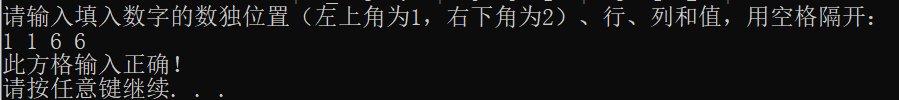 请输入填入数字的数独位置（左上角为1，右下角为2）、行、列和值，用空格隔开：
1 1 6 6
此方格输入正确！
请按任意键继续. . .